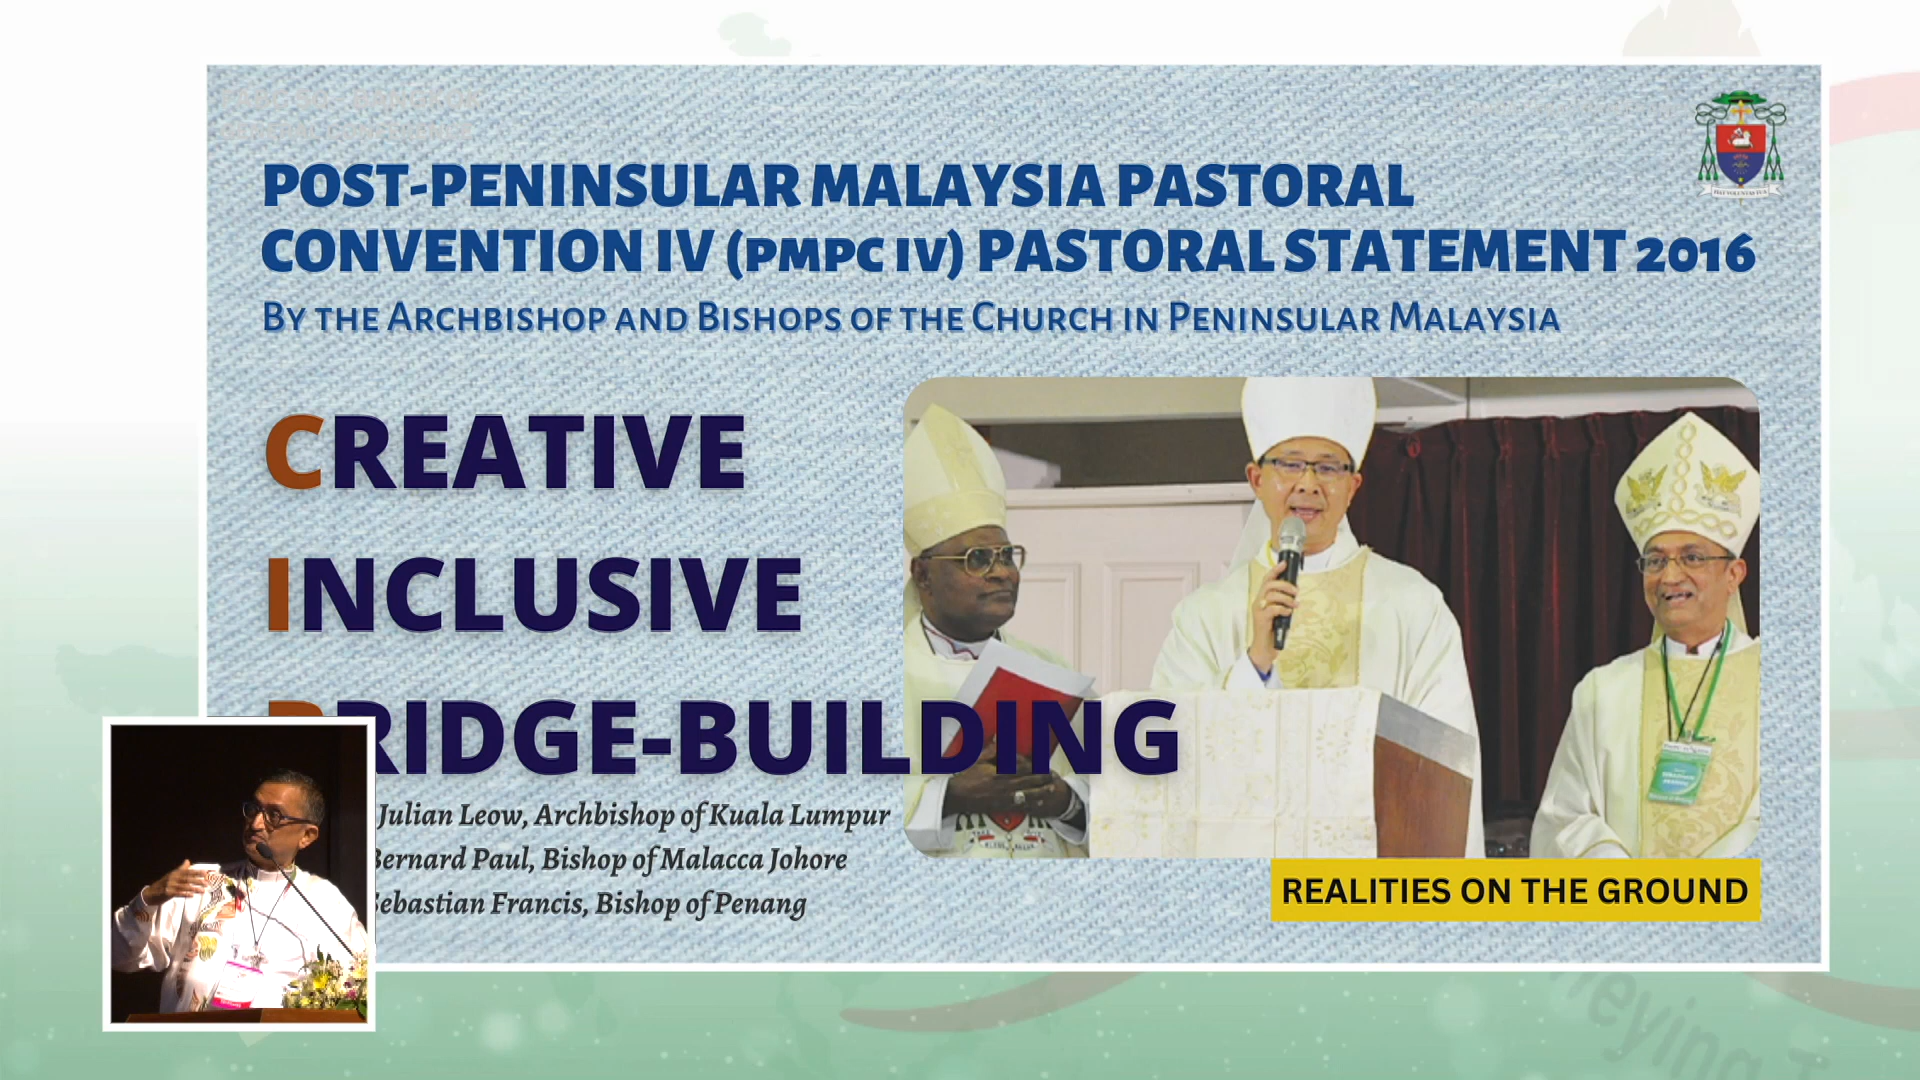 POST-PENINSULAR MALAYSIA PASTORAL
CONVENTION IV (PMPC IV) PASTORAL STATEMENT 2016
BY THE ARCHBISHOP AND BISHOPS OF THE CHURCH IN PENINSULAR MALAYSIA
CREATIVE
INCLUSIVE
BRIDGE-BUILDING
Julian Leow, Archbishop of Kuala Lumpur
Bernard Paul, Bishop of Malacca Johore
Sebastian Francis, Bishop of Penang
REALITIES ON THE GROUND